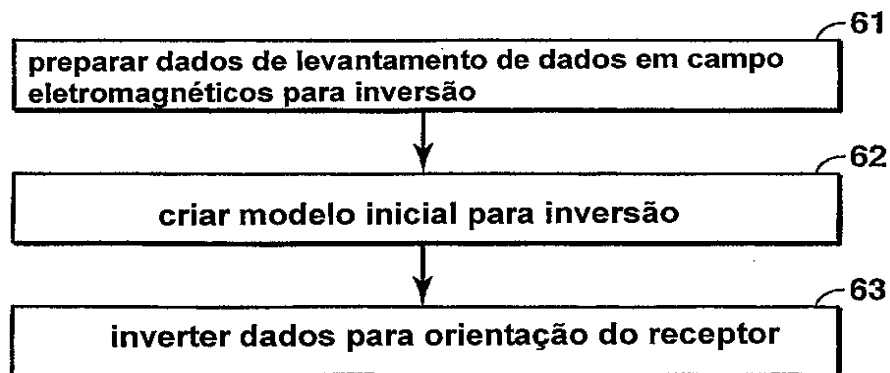 61
preparar dados de levantamento de dados em campo
eletromagnéticos para inversão
62
criar modelo inicial para inversão
63
inverter dados para orientação do receptor